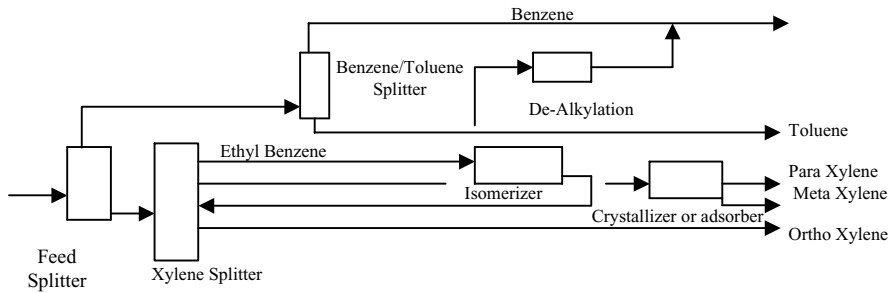 Benzene
Benzene/Toluene
Splitter
De-Alkylation
Toluene
Ethyl Benzene
Isomerizer
Para Xylene
Meta Xylene
Crystallizer or adsorber
Ortho Xylene
Feed
Splitter
Xylene Splitter